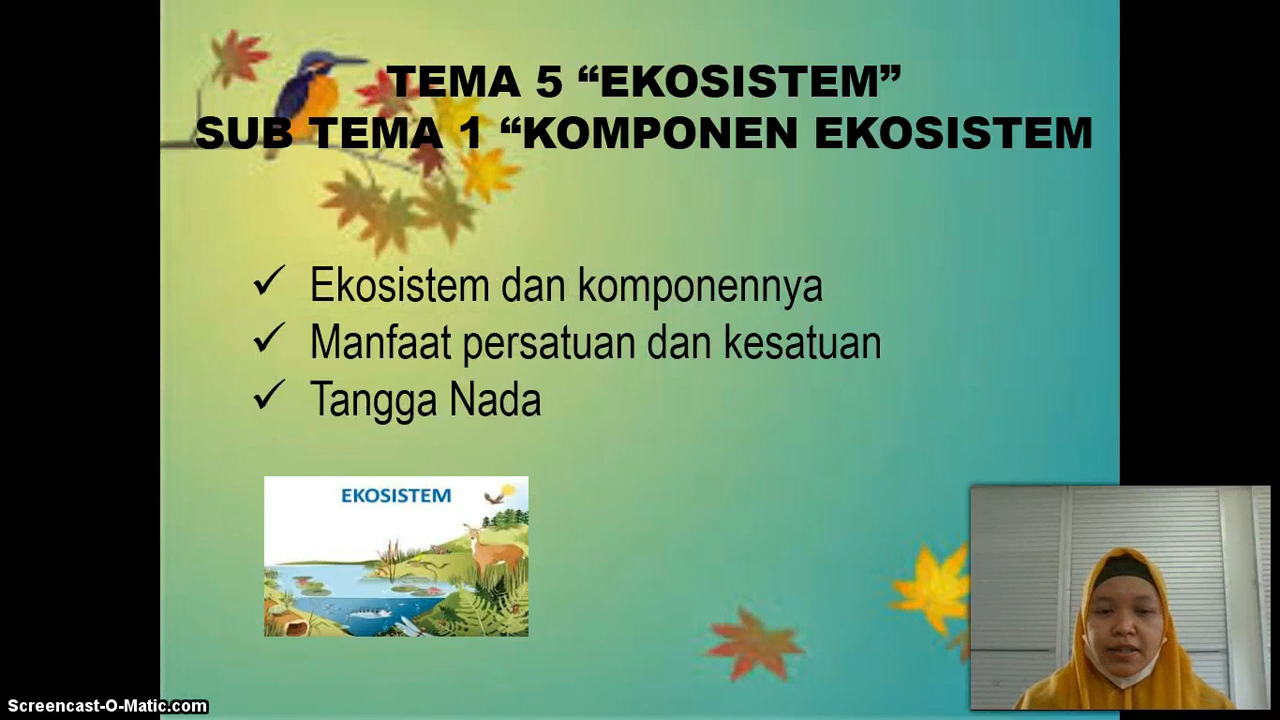 TEMA 5 “EKOSISTEM”
SUB TEMA 1 “KOMPONEN EKOSISTEM
✓ Ekosistem dan komponennya
✓ Manfaat persatuan dan kesatuan
✓ Tangga Nada
EKOSISTEM
Screencast-O-Matic.com